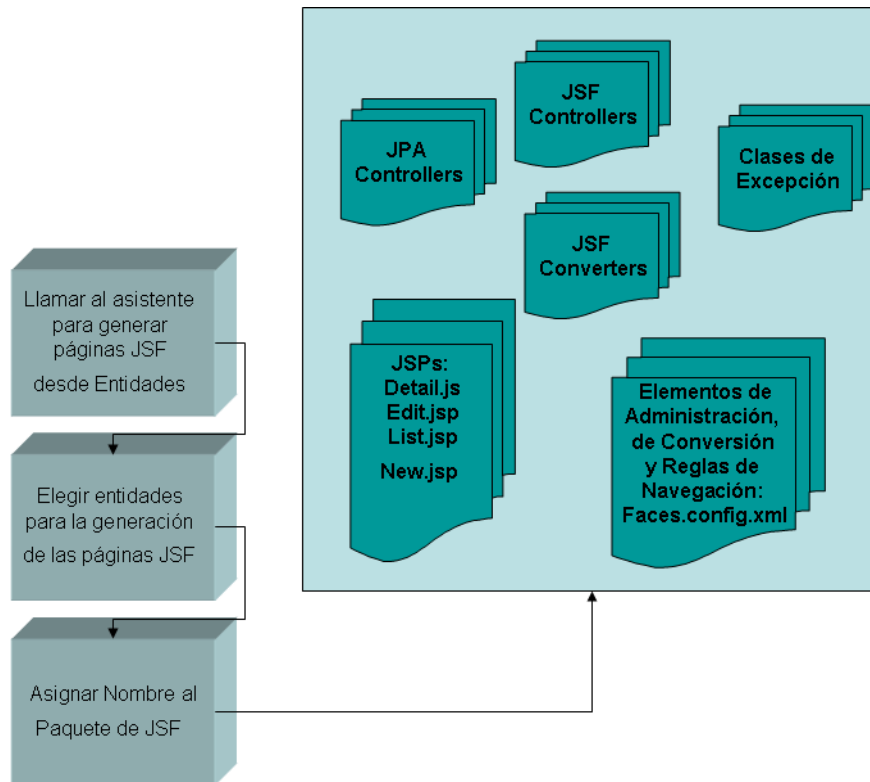 JSF
Controllers
JPA
Controllers
Clases de
Excepción
JSF
Converters
Llamar al asistente
para generar
páginas JSF
desde Entidades
JSPs:
Detail.js
Edit.jsp
List.jsp
New.jsp
Elementos de
Administración,
de Conversión
y Reglas de
Navegación:
Faces.config.xml
Elegir entidades
para la generación
de las páginas JSF
Asignar Nombre al
Paquete de JSF